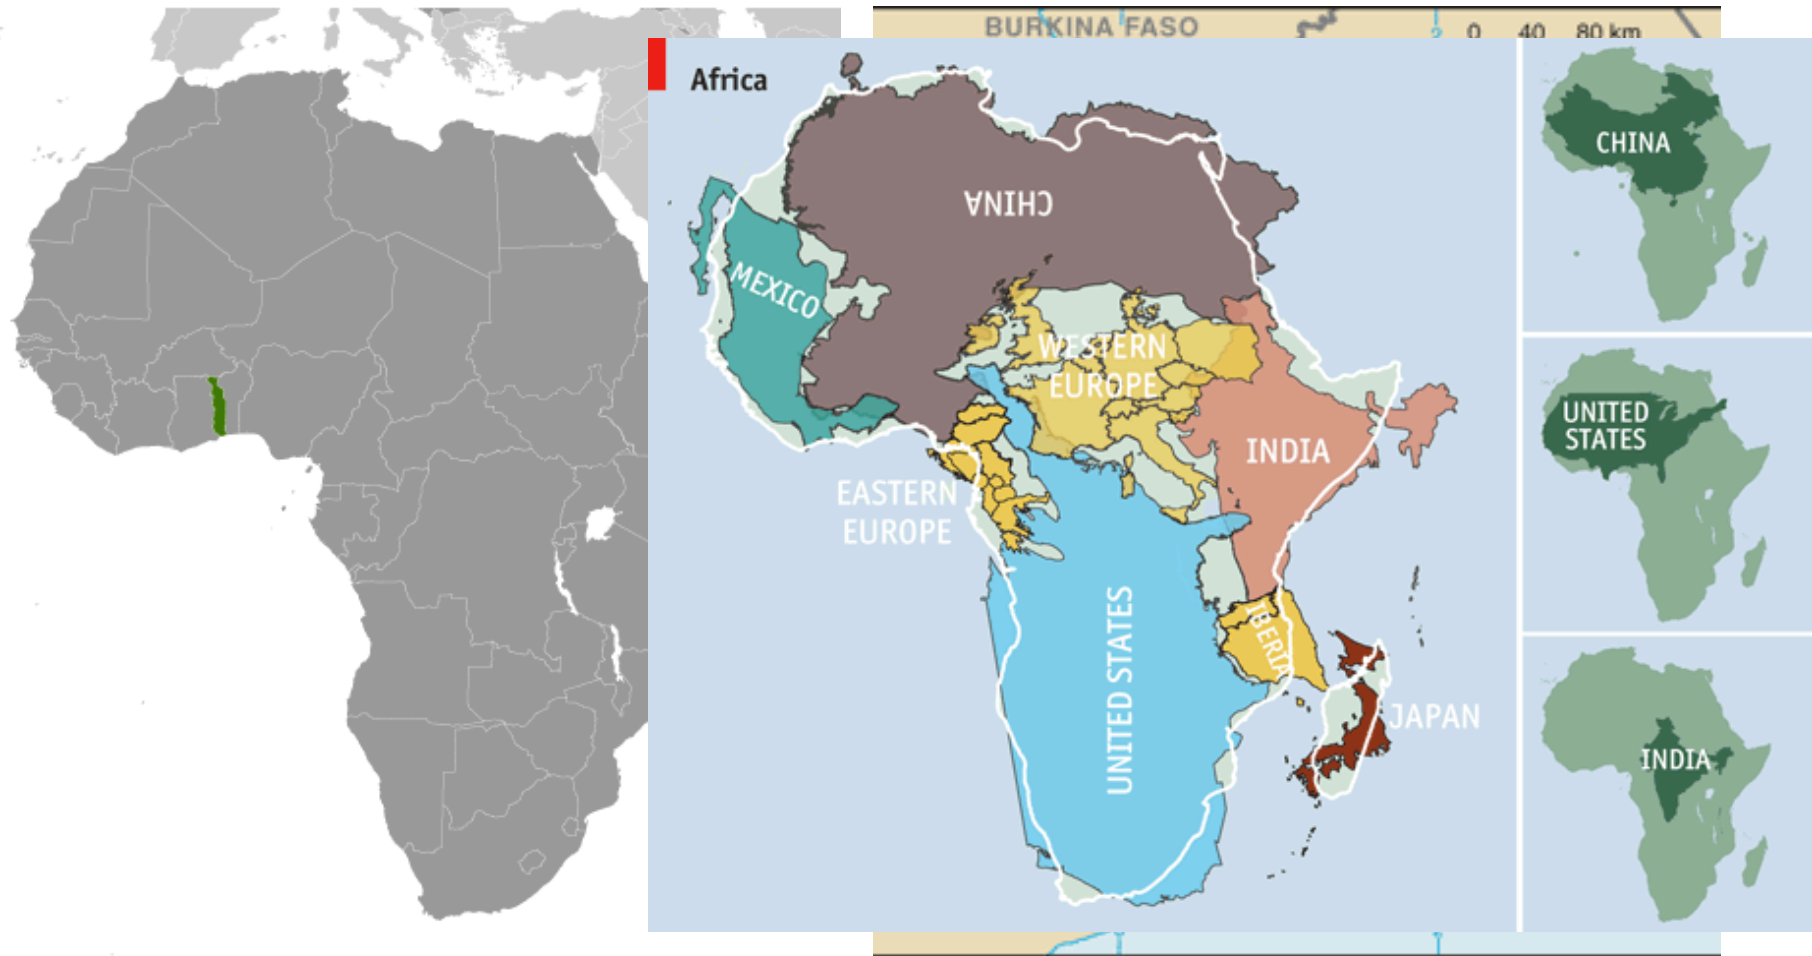 BURKINA FASO
2
0 40 80 km
Africa
CHINA
MEXICO
WESTERN
EUROPE
INDIA
EASTERN
EUROPE
UNITED STATES
IBERIA
JAPAN
CHINA
UNITED
STATES
INDIA